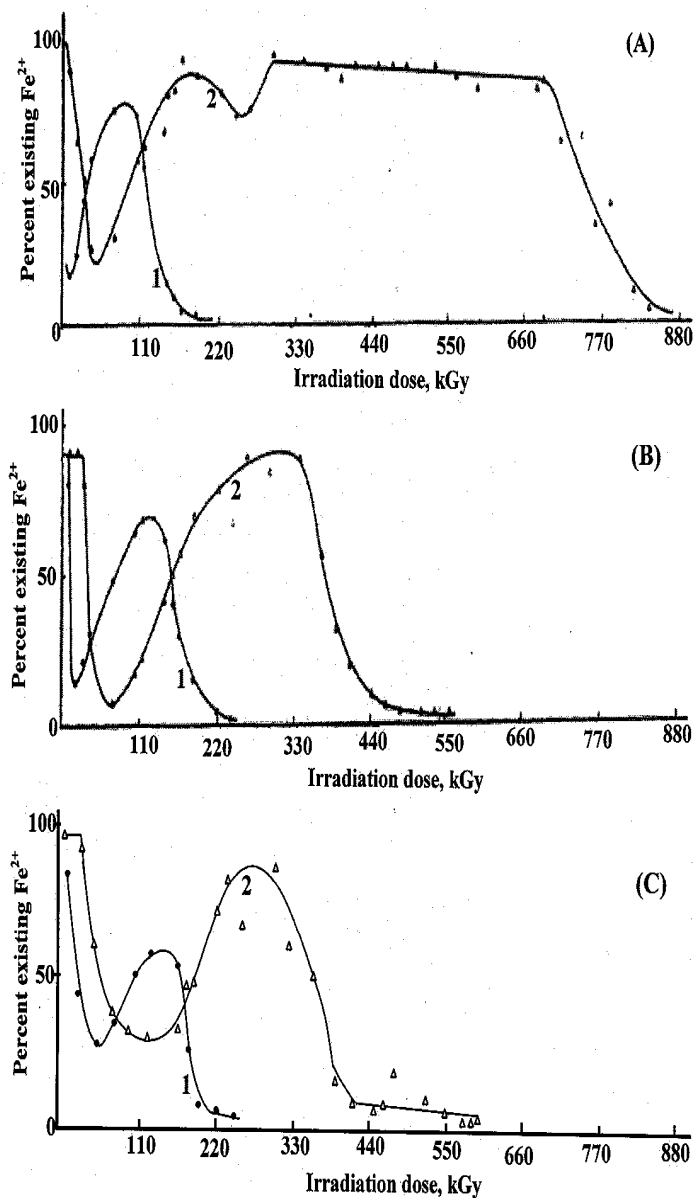 (A)
100
50
0
Percent existing Fe²⁺
1
2
110 220 330 440 550 660 770 880
Irradiation dose, kGy
(B)
100
50
0
Percent existing Fe²⁺
1
2
110 220 330 440 550 660 770 880
Irradiation dose, kGy
(C)
100
50
0
Percent existing Fe²⁺
1
2
110 220 330 440 550 660 770 880
Irradiation dose, kGy